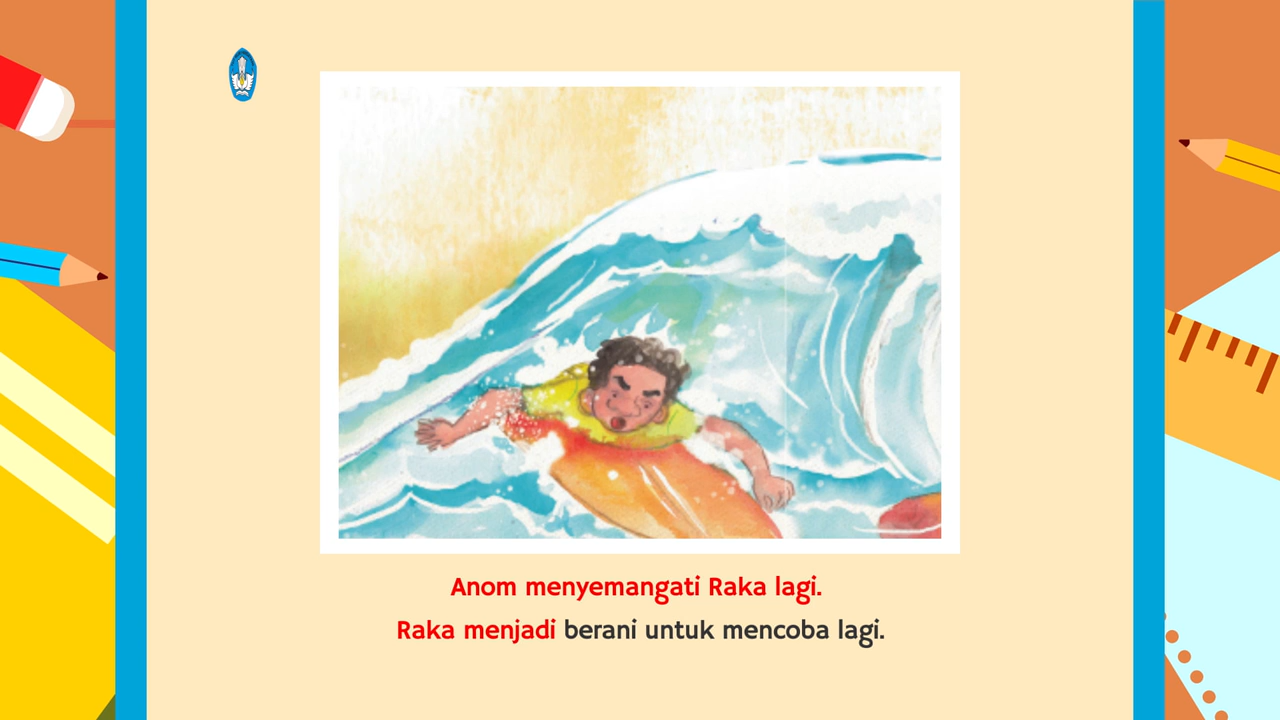 Anom menyemangati Raka lagi.
Raka menjadi berani untuk mencoba lagi.